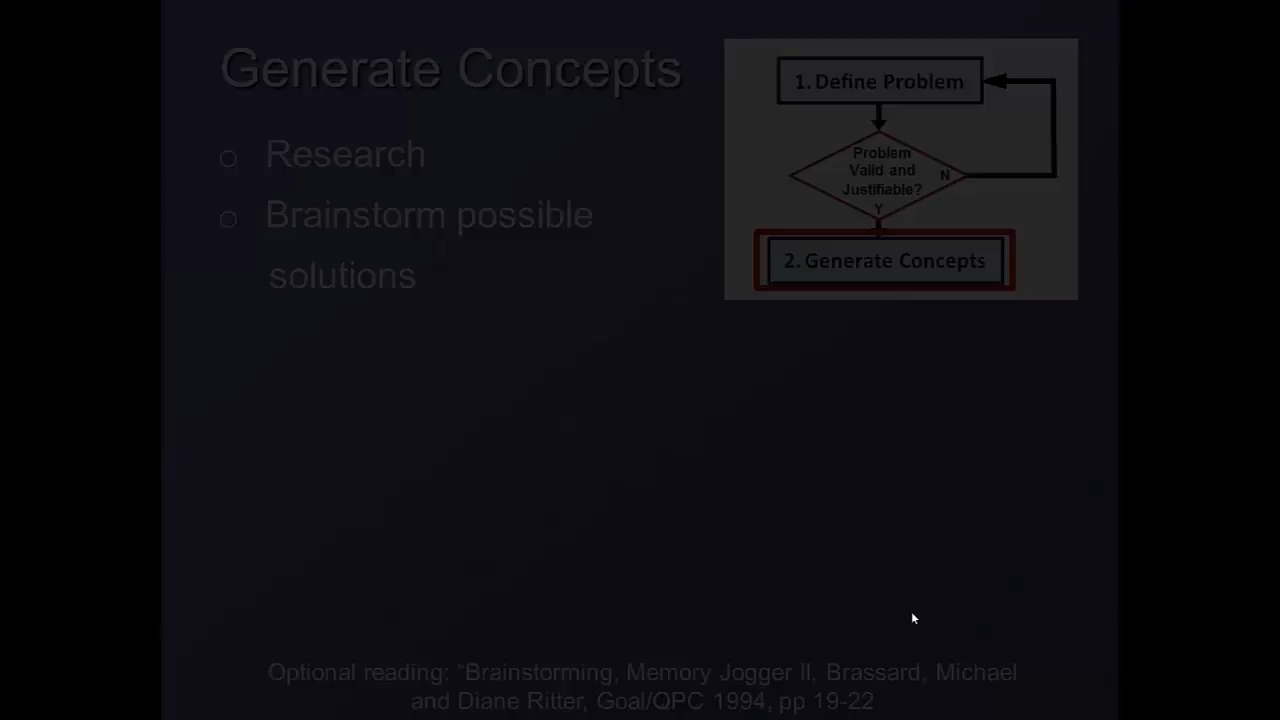 Generate Concepts
○ Research
○ Brainstorm possible
solutions
1. Define Problem
Problem
Valid and
Justifiable?
N
Y
2. Generate Concepts
Optional reading: “Brainstorming, Memory Jogger II, Brassard, Michael
and Diane Ritter, Goal/QPC 1994, pp 19-22